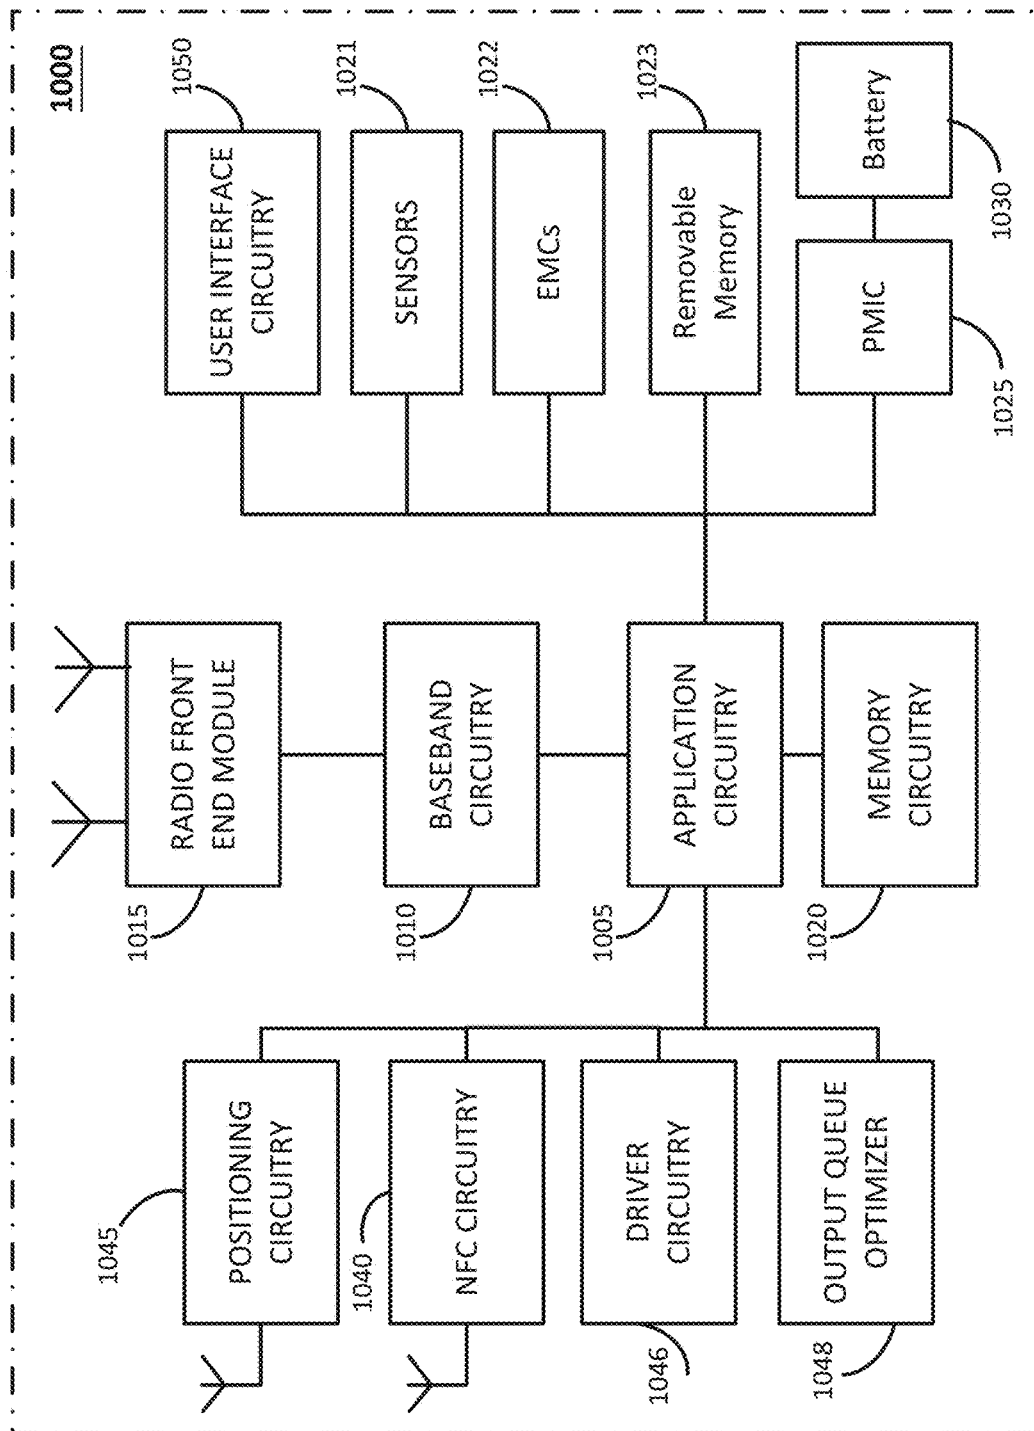 1000
1045
POSITIONING
CIRCUITRY
1040
NFC CIRCUITRY
1046
DRIVER
CIRCUITRY
1048
OUTPUT QUEUE
OPTIMIZER
1015
RADIO FRONT
END MODULE
1010
BASEBAND
CIRCUITRY
1005
APPLICATION
CIRCUITRY
1020
MEMORY
CIRCUITRY
1050
USER INTERFACE
CIRCUITRY
1021
SENSORS
1022
EMCs
1023
Removable
Memory
1025
PMIC
Battery
1030